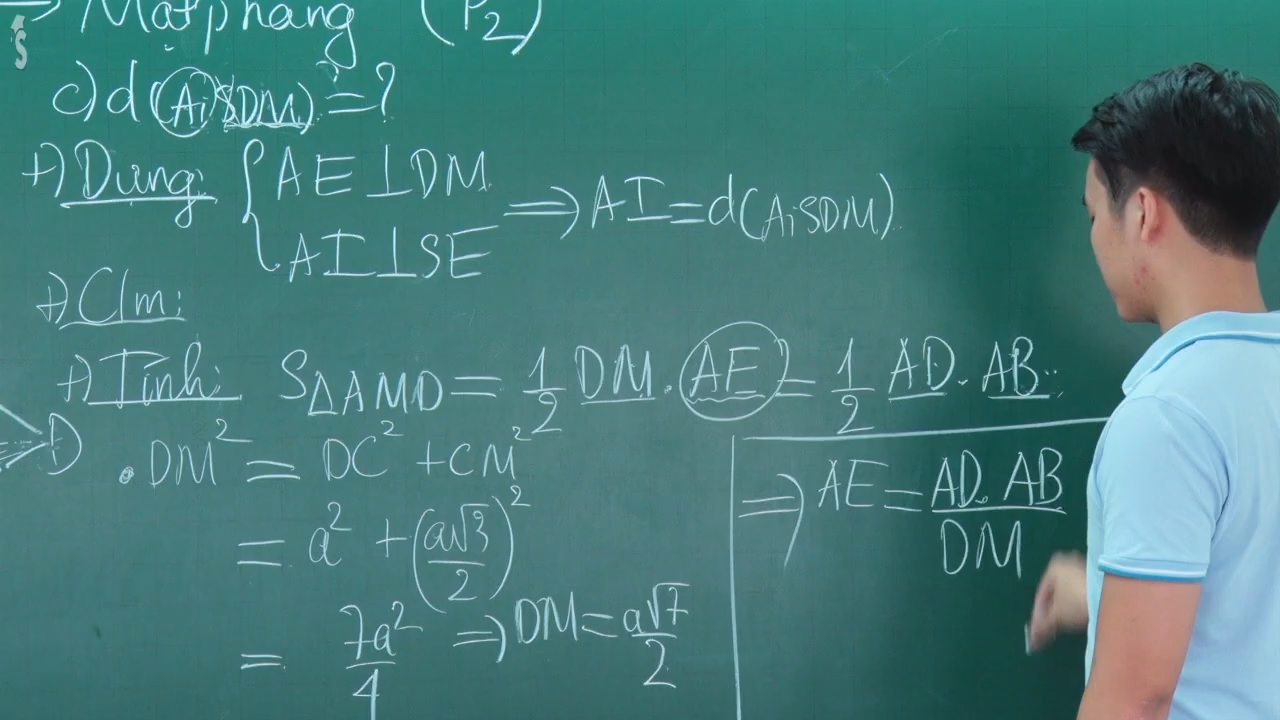 ⇒ Mặt phẳng (P₂)
c) d(A; SDM) = ?
+) Dựng: { AE ⊥ DM
AI ⊥ SE
⇒ AI = d(A; SDM).
+) C/m:
+) Tính: S△AMD = 1/2 DM . AE = 1/2 AD . AB
D
. DM² = DC² + CM²
= a² + (a√3/2)²
= 7a²/4 ⇒ DM = a√7/2
⇒ AE = AD. AB/DM